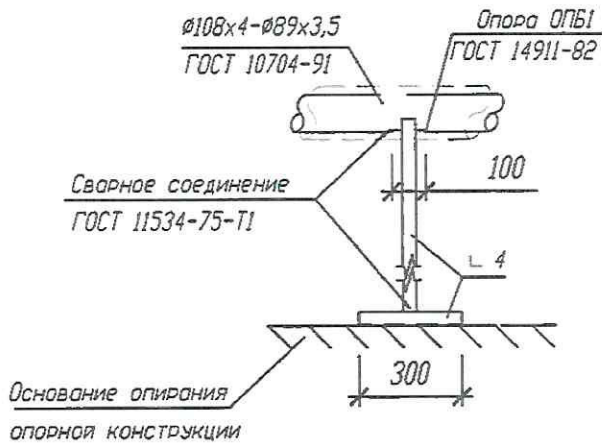 ø108х4-ø89х3,5
ГОСТ 10704-91
Опора ОПБ1
ГОСТ 14911-82
100
Сварное соединение
ГОСТ 11534-75-Т1
∟ 4
300
Основание опирания
опорной конструкции